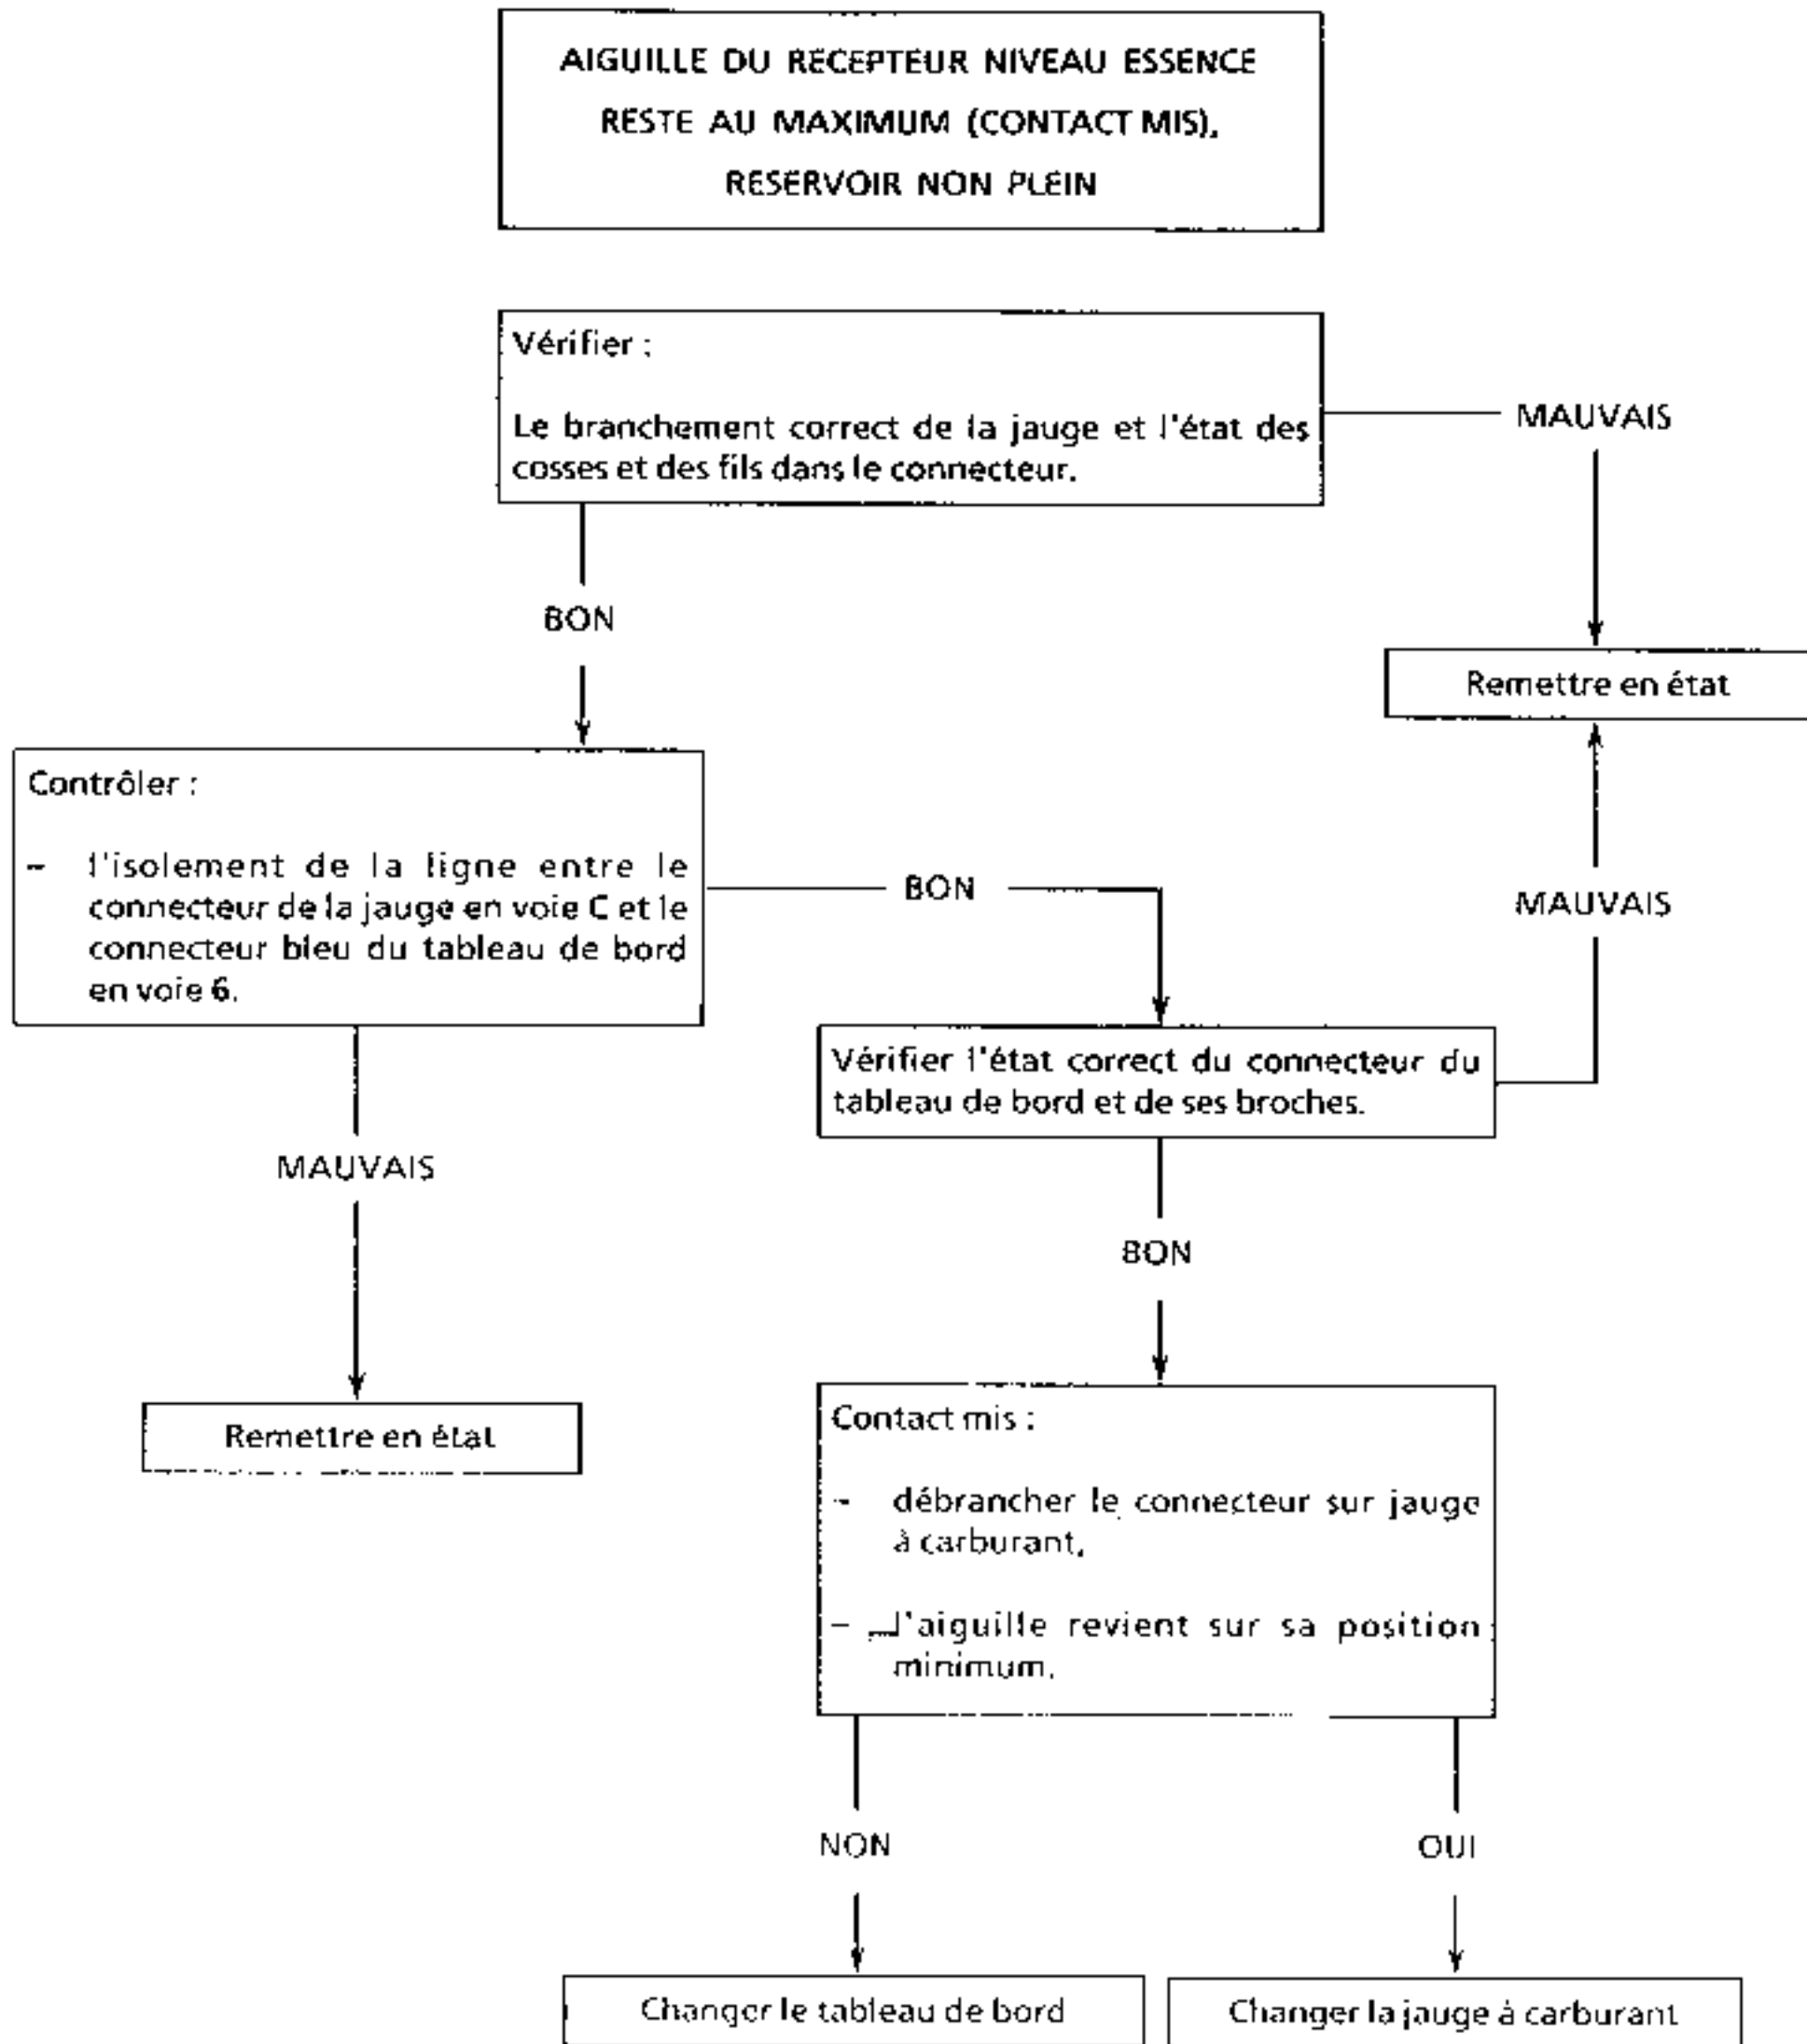 AIGUILLE DU RECEPTEUR NIVEAU ESSENCE
RESTE AU MAXIMUM (CONTACT MIS),
RESERVOIR NON PLEIN
Vérifier :
Le branchement correct de la jauge et l'état des
cosses et des fils dans le connecteur.
MAUVAIS
BON
Remettre en état
Contrôler :
- l'isolement de la ligne entre le
connecteur de la jauge en voie C et le
connecteur bleu du tableau de bord
en voie 6.
BON
MAUVAIS
Vérifier l'état correct du connecteur du
tableau de bord et de ses broches.
MAUVAIS
BON
Remettre en état
Contact mis :
- débrancher le connecteur sur jauge
à carburant,
- l'aiguille revient sur sa position
minimum.
NON
OUI
Changer le tableau de bord
Changer la jauge à carburant